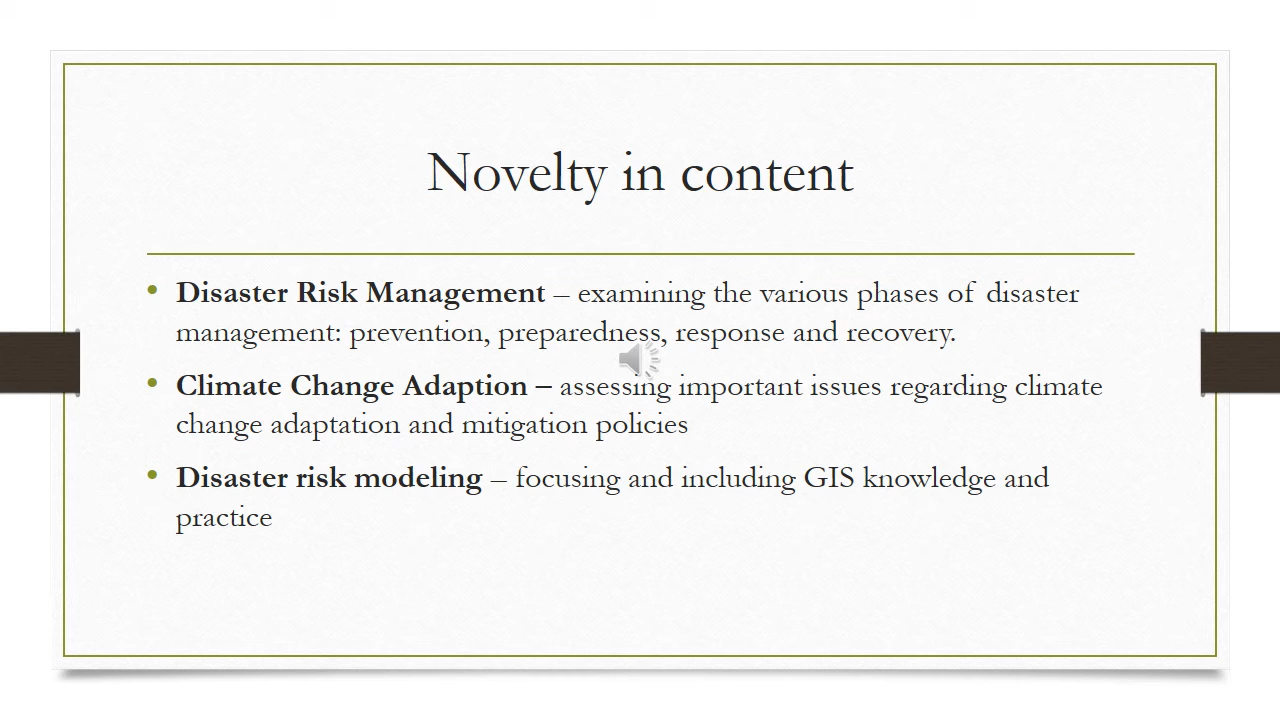 Novelty in content
• Disaster Risk Management – examining the various phases of disaster
management: prevention, preparedness, response and recovery.
• Climate Change Adaption – assessing important issues regarding climate
change adaptation and mitigation policies
• Disaster risk modeling – focusing and including GIS knowledge and
practice